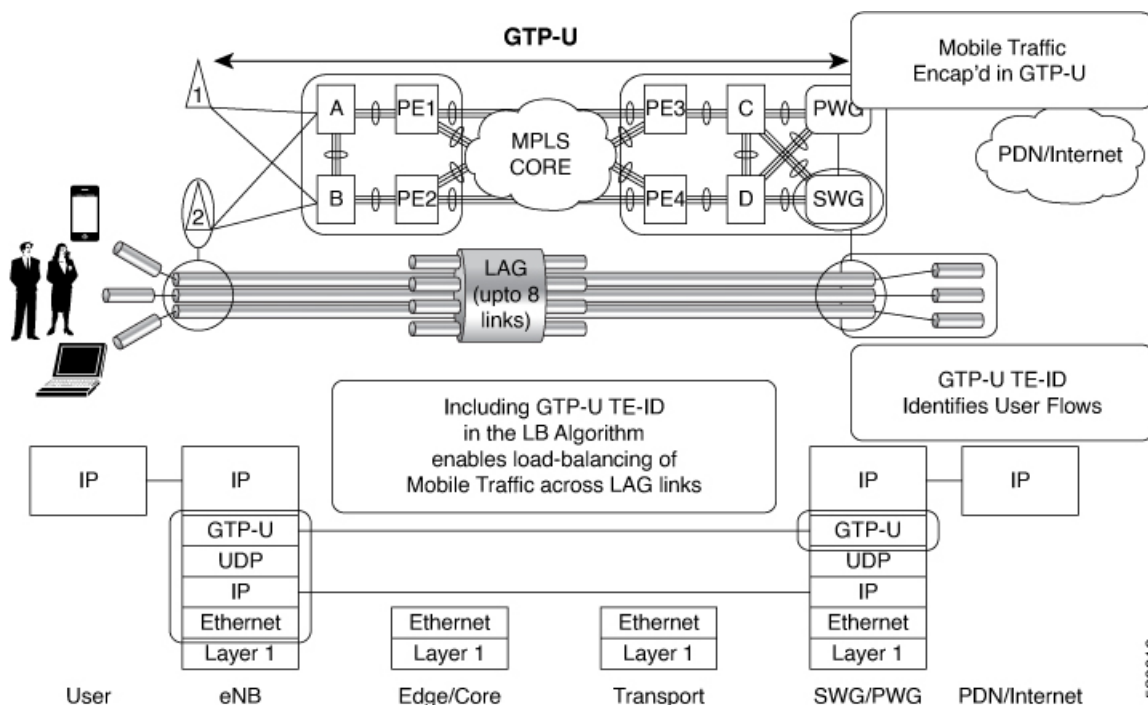 GTP-U
Mobile Traffic
Encap'd in GTP-U
1
A
PE1
PE3
C
PWG
MPLS
CORE
PDN/Internet
2
B
PE2
PE4
D
SWG
LAG
(upto 8
links)
GTP-U TE-ID
Identifies User Flows
Including GTP-U TE-ID
in the LB Algorithm
enables load-balancing of
Mobile Traffic across LAG links
IP
IP
IP
IP
GTP-U
GTP-U
UDP
UDP
IP
IP
Ethernet
Ethernet
Ethernet
Ethernet
Layer 1
Layer 1
Layer 1
Layer 1
User
eNB
Edge/Core
Transport
SWG/PWG
PDN/Internet